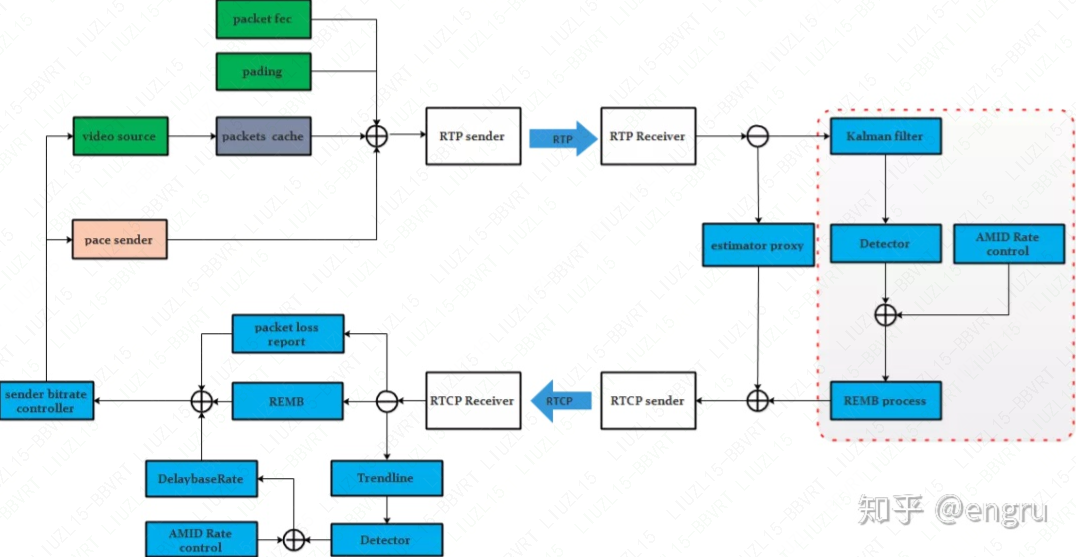 packet fec
pading
video source
packets cache
RTP sender
RTP
RTP Receiver
Kalman filter
pace sender
estimator proxy
Detector
AMID Rate
control
packet loss
report
sender bitrate
controller
REMB
RTCP Receiver
RTCP
RTCP sender
REMB process
DelaybaseRate
Trendline
AMID Rate
control
Detector
知乎 @engru
LIUZL15-BBVRT